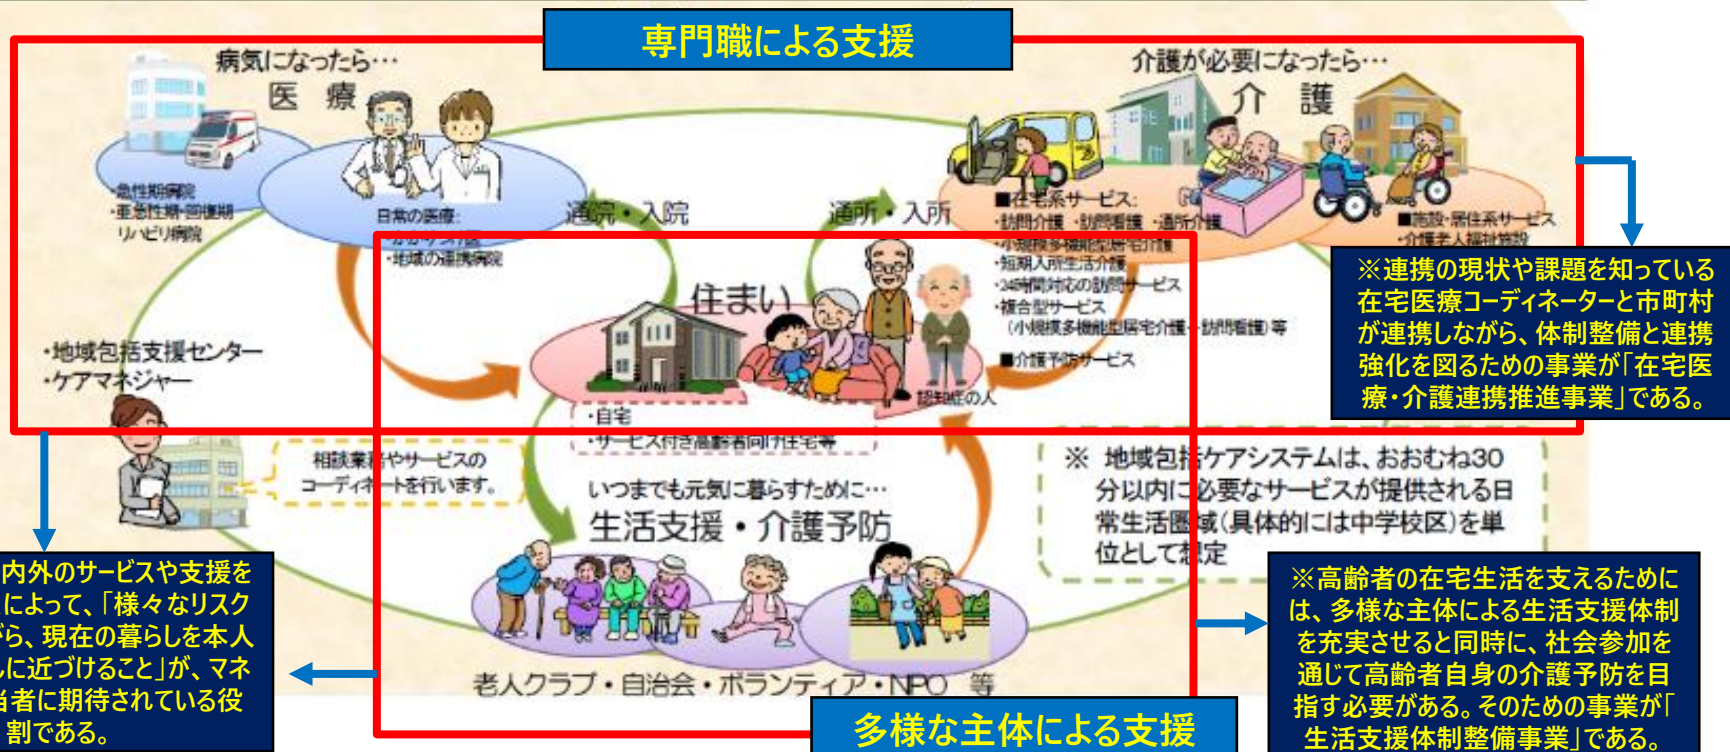 専門職による支援
病気になったら…
医 療
・急性期病院
・亜急性期・回復期
リハビリ病院
日常の医療：
・地域の連携病院
通院・入院
通所・入所
介護が必要になったら…
介 護
■在宅系サービス：
・訪問介護 ・訪問看護 ・通所介護
・小規模多機能型居宅介護
・短期入所生活介護
・24時間対応の訪問サービス
・複合型サービス
（小規模多機能型居宅介護＋訪問看護）等
■介護予防サービス
■施設・居住系サービス
・介護老人福祉施設
※連携の現状や課題を知っている
在宅医療コーディネーターと市町村
が連携しながら、体制整備と連携
強化を図るための事業が「在宅医
療・介護連携推進事業」である。
住まい
認知症の人
・自宅
・サービス付き高齢者向け住宅等
・地域包括支援センター
・ケアマネジャー
相談業務やサービスの
コーディネートを行います。
いつまでも元気に暮らすために…
生活支援・介護予防
老人クラブ・自治会・ボランティア・NPO 等
※ 地域包括ケアシステムは、おおむね30
分以内に必要なサービスが提供される日
常生活圏域（具体的には中学校区）を単
位として想定
内外のサービスや支援を
によって、「様々なリスク
がら、現在の暮らしを本人
しに近づけること」が、マネ
当者に期待されている役
割である。
多様な主体による支援
※高齢者の在宅生活を支えるために
は、多様な主体による生活支援体制
を充実させると同時に、社会参加を
通じて高齢者自身の介護予防を目
指す必要がある。そのための事業が「
生活支援体制整備事業」である。